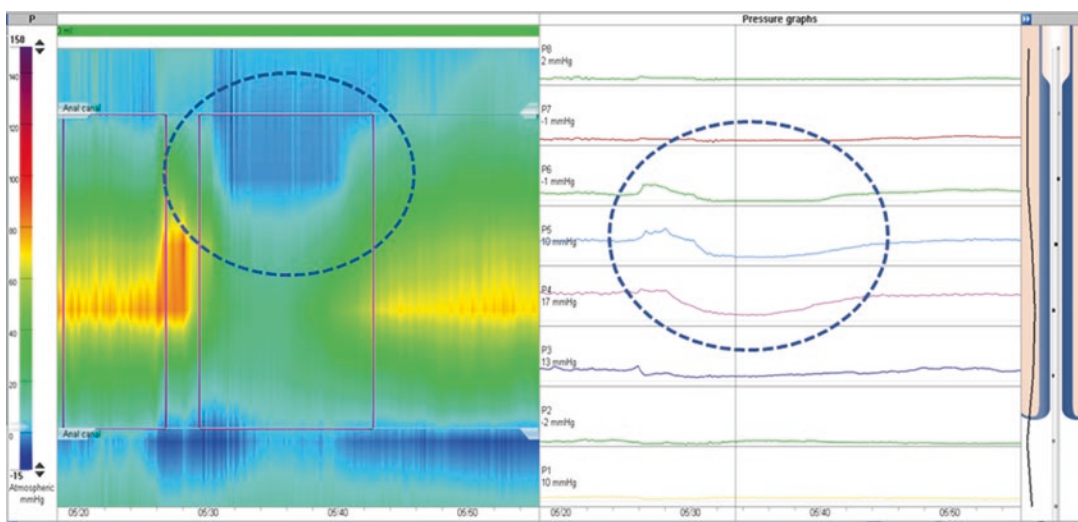 P
Pressure graphs
150
140
120
100
80
60
40
20
0
-15
Atmospheric
mmHg
Anal canal
Anal canal
05:20
05:30
05:40
05:50
P8
2 mmHg
P7
-1 mmHg
P6
-1 mmHg
P5
10 mmHg
P4
17 mmHg
P3
13 mmHg
P2
-2 mmHg
P1
10 mmHg
05:20
05:30
05:40
05:50